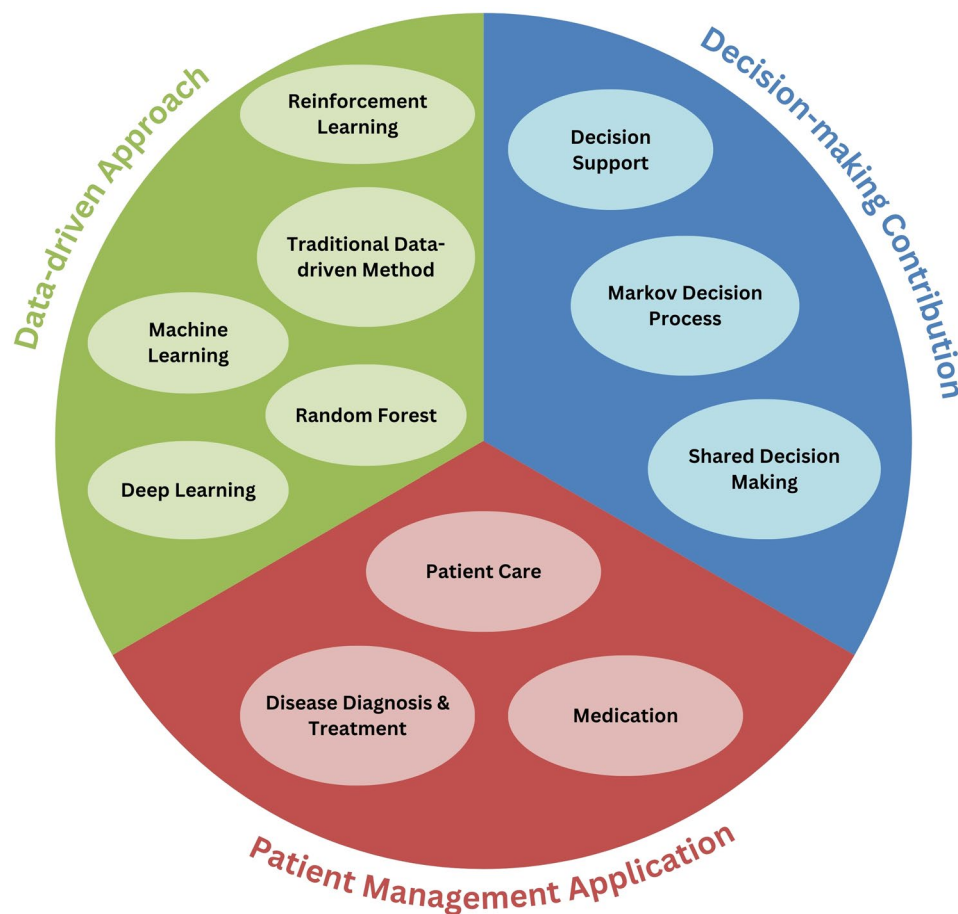 Data-driven Approach
Reinforcement
Learning
Traditional Data-
driven Method
Machine
Learning
Random Forest
Deep Learning
Decision-making Contribution
Decision
Support
Markov Decision
Process
Shared Decision
Making
Patient Care
Disease Diagnosis &
Treatment
Medication
Patient Management Application